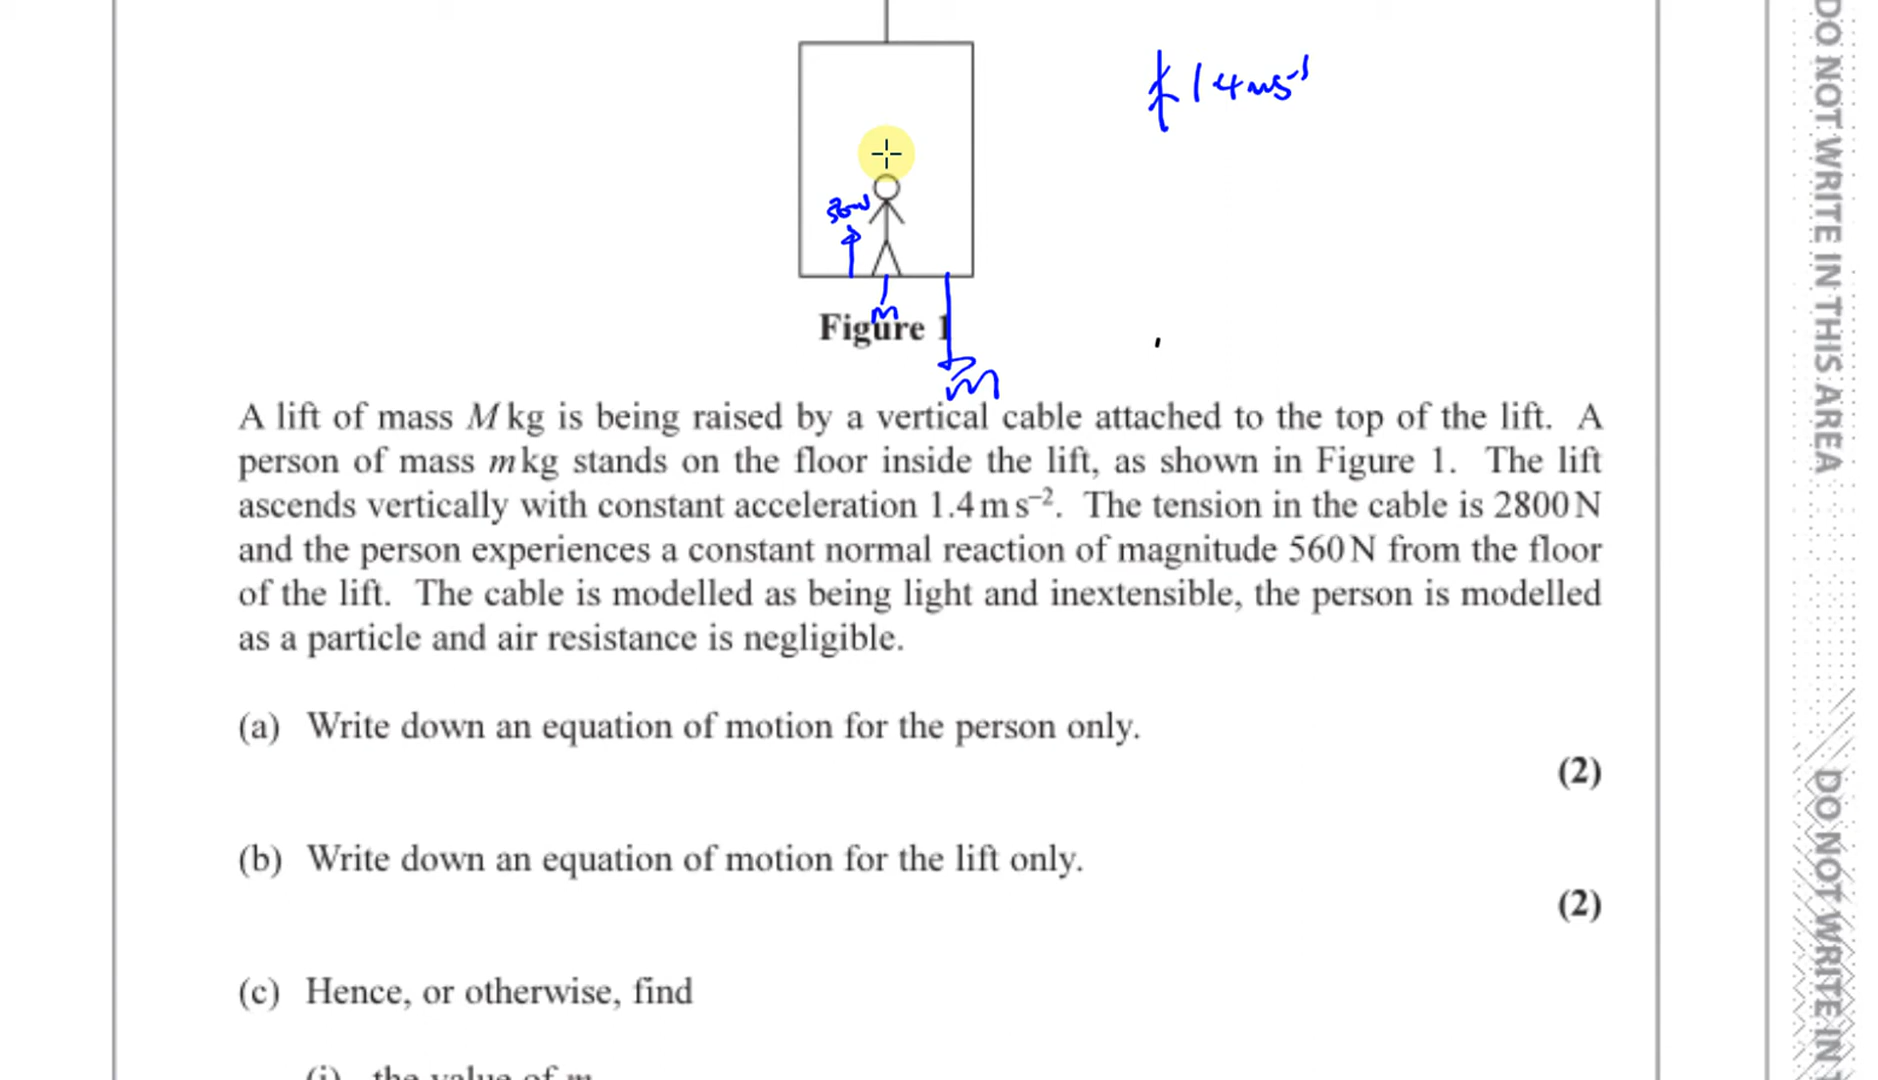 1.4ms⁻¹
m
Figure 1
m
A lift of mass M kg is being raised by a vertical cable attached to the top of the lift. A
person of mass m kg stands on the floor inside the lift, as shown in Figure 1. The lift
ascends vertically with constant acceleration 1.4 m s⁻². The tension in the cable is 2800 N
and the person experiences a constant normal reaction of magnitude 560 N from the floor
of the lift. The cable is modelled as being light and inextensible, the person is modelled
as a particle and air resistance is negligible.
(a) Write down an equation of motion for the person only.
(2)
(b) Write down an equation of motion for the lift only.
(2)
(c) Hence, or otherwise, find
(i) the value of m
DO NOT WRITE IN THIS AREA
DO NOT WRITE IN